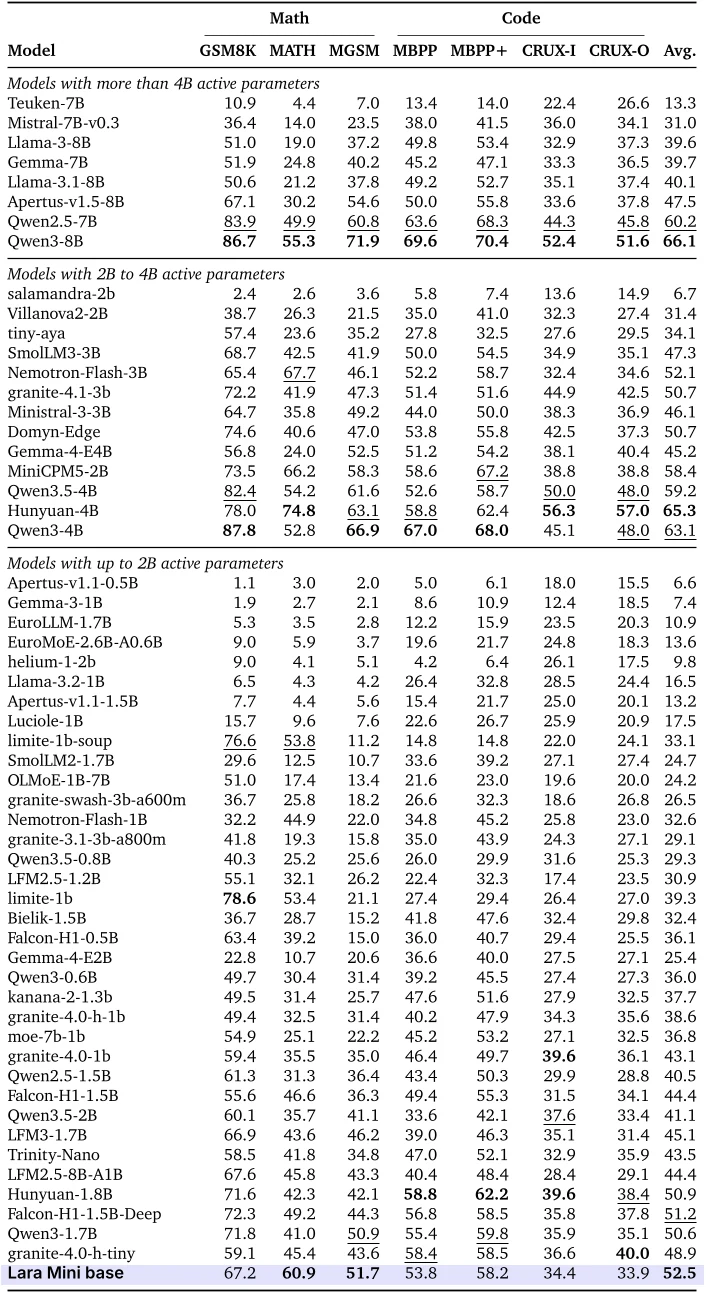 Math Code
Model GSM8K MATH MGSM MBPP MBPP+ CRUX-I CRUX-O Avg.
Models with more than 4B active parameters
Teuken-7B 10.9 4.4 7.0 13.4 14.0 22.4 26.6 13.3
Mistral-7B-v0.3 36.4 14.0 23.5 38.0 41.5 36.0 34.1 31.0
Llama-3-8B 51.0 19.0 37.2 49.8 53.4 32.9 37.3 39.6
Gemma-7B 51.9 24.8 40.2 45.2 47.1 33.3 36.5 39.7
Llama-3.1-8B 50.6 21.2 37.8 49.2 52.7 35.1 37.4 40.1
Apertus-v1.5-8B 67.1 30.2 54.6 50.0 55.8 33.6 37.8 47.5
Qwen2.5-7B 83.9 49.9 60.8 63.6 68.3 44.3 45.8 60.2
Qwen3-8B 86.7 55.3 71.9 69.6 70.4 52.4 51.6 66.1
Models with 2B to 4B active parameters
salamandra-2b 2.4 2.6 3.6 5.8 7.4 13.6 14.9 6.7
Villanova2-2B 38.7 26.3 21.5 35.0 41.0 32.3 27.4 31.4
tiny-aya 57.4 23.6 35.2 27.8 32.5 27.6 29.5 34.1
SmolLM3-3B 68.7 42.5 41.9 50.0 54.5 34.9 35.1 47.3
Nemotron-Flash-3B 65.4 67.7 46.1 52.2 58.7 32.4 34.6 52.1
granite-4.1-3b 72.2 41.9 47.3 51.4 51.6 44.9 42.5 50.7
Ministral-3-3B 64.7 35.8 49.2 44.0 50.0 38.3 36.9 46.1
Domyn-Edge 74.6 40.6 47.0 53.8 55.8 42.5 37.3 50.7
Gemma-4-E4B 56.8 24.0 52.5 51.2 54.2 38.1 40.4 45.2
MiniCPM5-2B 73.5 66.2 58.3 58.6 67.2 38.8 38.8 58.4
Qwen3.5-4B 82.4 54.2 61.6 52.6 58.7 50.0 48.0 59.2
Hunyuan-4B 78.0 74.8 63.1 58.8 62.4 56.3 57.0 65.3
Qwen3-4B 87.8 52.8 66.9 67.0 68.0 45.1 48.0 63.1
Models with up to 2B active parameters
Apertus-v1.1-0.5B 1.1 3.0 2.0 5.0 6.1 18.0 15.5 6.6
Gemma-3-1B 1.9 2.7 2.1 8.6 10.9 12.4 18.5 7.4
EuroLLM-1.7B 5.3 3.5 2.8 12.2 15.9 23.5 20.3 10.9
EuroMoE-2.6B-A0.6B 9.0 5.9 3.7 19.6 21.7 24.8 18.3 13.6
helium-1-2b 9.0 4.1 5.1 4.2 6.4 26.1 17.5 9.8
Llama-3.2-1B 6.5 4.3 4.2 26.4 32.8 28.5 24.4 16.5
Apertus-v1.1-1.5B 7.7 4.4 5.6 15.4 21.7 25.0 20.1 13.2
Luciole-1B 15.7 9.6 7.6 22.6 26.7 25.9 20.9 17.5
limite-1b-soup 76.6 53.8 11.2 14.8 14.8 22.0 24.1 33.1
SmolLM2-1.7B 29.6 12.5 10.7 33.6 39.2 27.1 27.4 24.7
OLMoE-1B-7B 51.0 17.4 13.4 21.6 23.0 19.6 20.0 24.2
granite-swash-3b-a600m 36.7 25.8 18.2 26.6 32.3 18.6 26.8 26.5
Nemotron-Flash-1B 32.2 44.9 22.0 34.8 45.2 25.8 23.0 32.6
granite-3.1-3b-a800m 41.8 19.3 15.8 35.0 43.9 24.3 27.1 29.1
Qwen3.5-0.8B 40.3 25.2 25.6 26.0 29.9 31.6 25.3 29.3
LFM2.5-1.2B 55.1 32.1 26.2 22.4 32.3 17.4 23.5 30.9
limite-1b 78.6 53.4 21.1 27.4 29.4 26.4 27.0 39.3
Bielik-1.5B 36.7 28.7 15.2 41.8 47.6 32.4 29.8 32.4
Falcon-H1-0.5B 63.4 39.2 15.0 36.0 40.7 29.4 25.5 36.1
Gemma-4-E2B 22.8 10.7 20.6 36.6 40.0 27.5 27.1 25.4
Qwen3-0.6B 49.7 30.4 31.4 39.2 45.5 27.4 27.3 36.0
kanana-2-1.3b 49.5 31.4 25.7 47.6 51.6 27.9 32.5 37.7
granite-4.0-h-1b 49.4 32.5 31.4 40.2 47.9 34.3 35.6 38.6
moe-7b-1b 54.9 25.1 22.2 45.2 53.2 27.1 32.5 36.8
granite-4.0-1b 59.4 35.5 35.0 46.4 49.7 39.6 36.1 43.1
Qwen2.5-1.5B 61.3 31.3 36.4 43.4 50.3 29.9 28.8 40.5
Falcon-H1-1.5B 55.6 46.6 36.3 49.4 55.3 31.5 34.1 44.4
Qwen3.5-2B 60.1 35.7 41.1 33.6 42.1 37.6 33.4 41.1
LFM3-1.7B 66.9 43.6 46.2 39.0 46.3 35.1 31.4 45.1
Trinity-Nano 58.5 41.8 34.8 47.0 52.1 32.9 35.9 43.5
LFM2.5-8B-A1B 67.6 45.8 43.3 40.4 48.4 28.4 29.1 44.4
Hunyuan-1.8B 71.6 42.3 42.1 58.8 62.2 39.6 38.4 50.9
Falcon-H1-1.5B-Deep 72.3 49.2 44.3 56.8 58.5 35.8 37.8 51.2
Qwen3-1.7B 71.8 41.0 50.9 55.4 59.8 35.9 35.1 50.6
granite-4.0-h-tiny 59.1 45.4 43.6 58.4 58.5 36.6 40.0 48.9
Lara Mini base 67.2 60.9 51.7 53.8 58.2 34.4 33.9 52.5